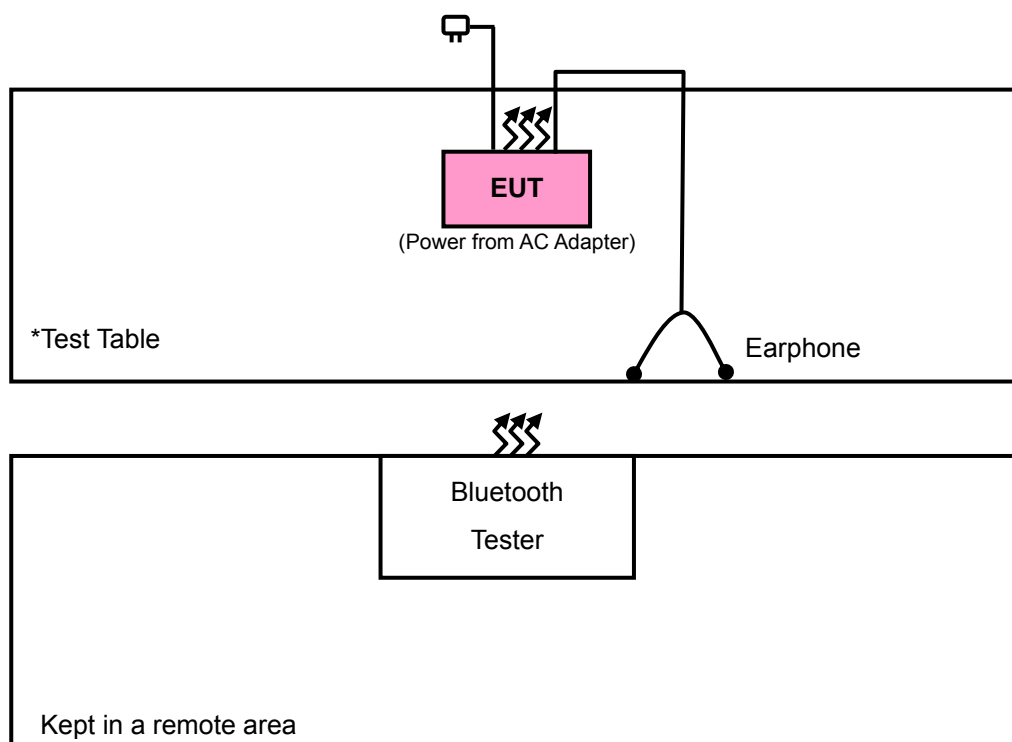 EUT
(Power from AC Adapter)
*Test Table
Earphone
Bluetooth
Tester
Kept in a remote area